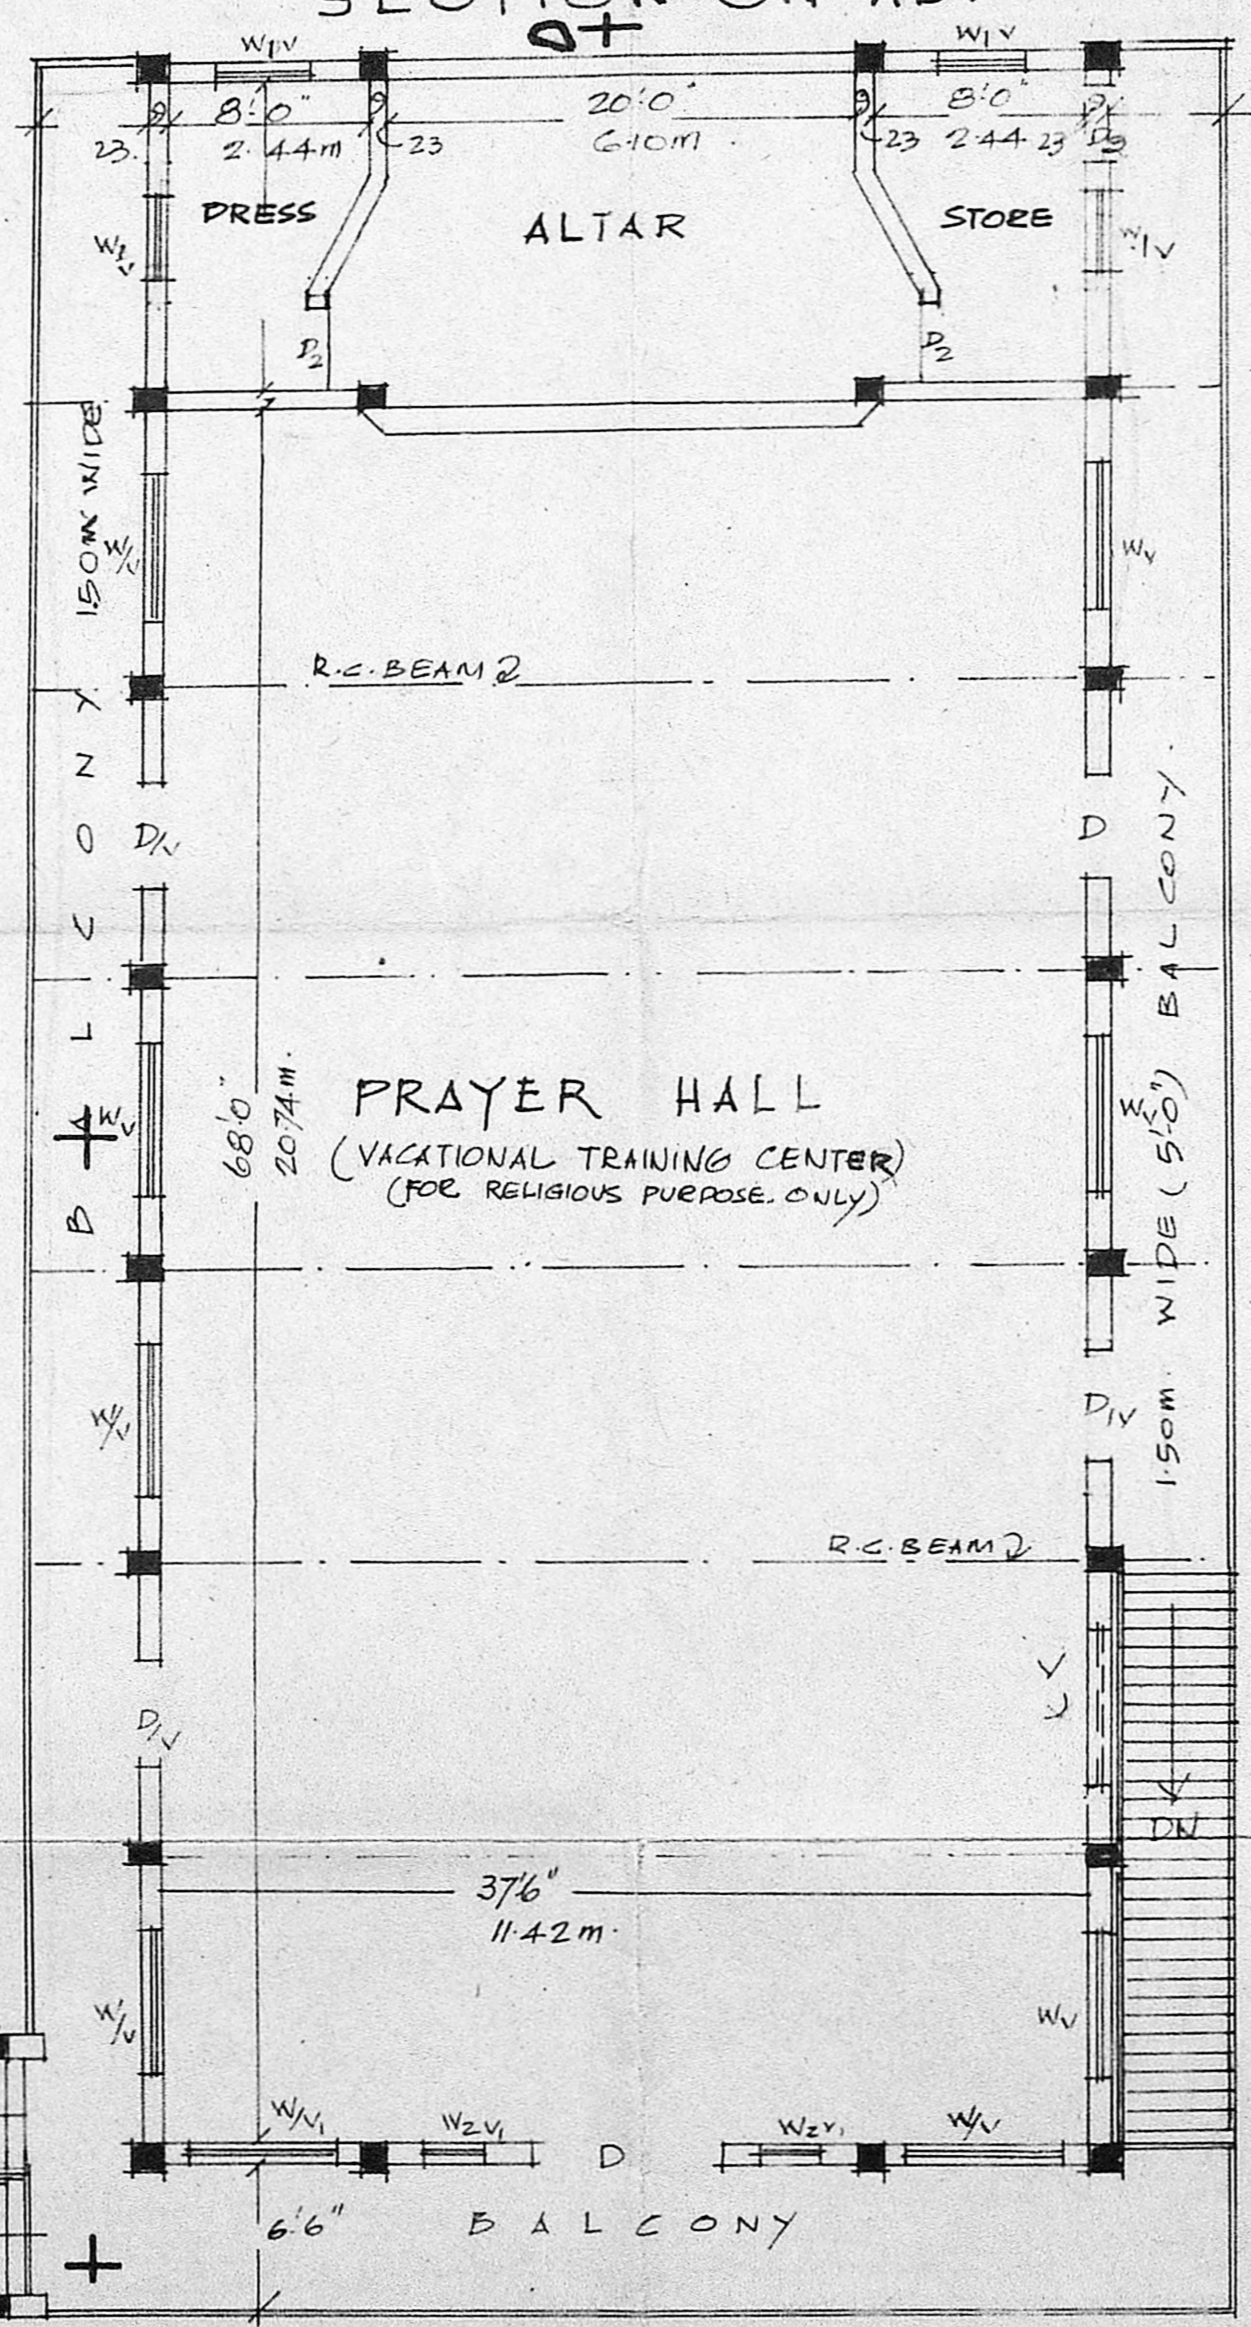 W1V
W1V
8'-0"
20'-0"
8'-0"
23.
2.44m
23
6.10m.
23
2.44
23
D3
DRESS
ALTAR
STORE
W1V
D2
D2
1.50m WIDE
BALCONY
W/V
WV
R.C. BEAM
D/V
D
WV
68'-0"
20.74m.
PRAYER HALL
(VACATIONAL TRAINING CENTER)
(FOR RELIGIOUS PURPOSE. ONLY)
WV
1.50m. WIDE (5'-0") BALCONY.
W/V
D1V
R.C. BEAM
D/V
DN
37'6"
11.42m.
W/V
WV
W/V1
W2V1
D
W2V1
W/V
6'6"
BALCONY